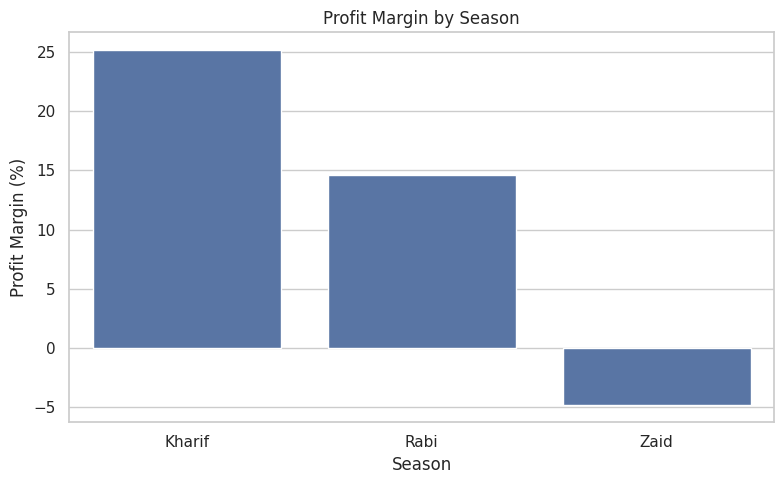 Profit Margin by Season
Profit Margin (%)
25
20
15
10
5
0
−5
Kharif
Rabi
Zaid
Season